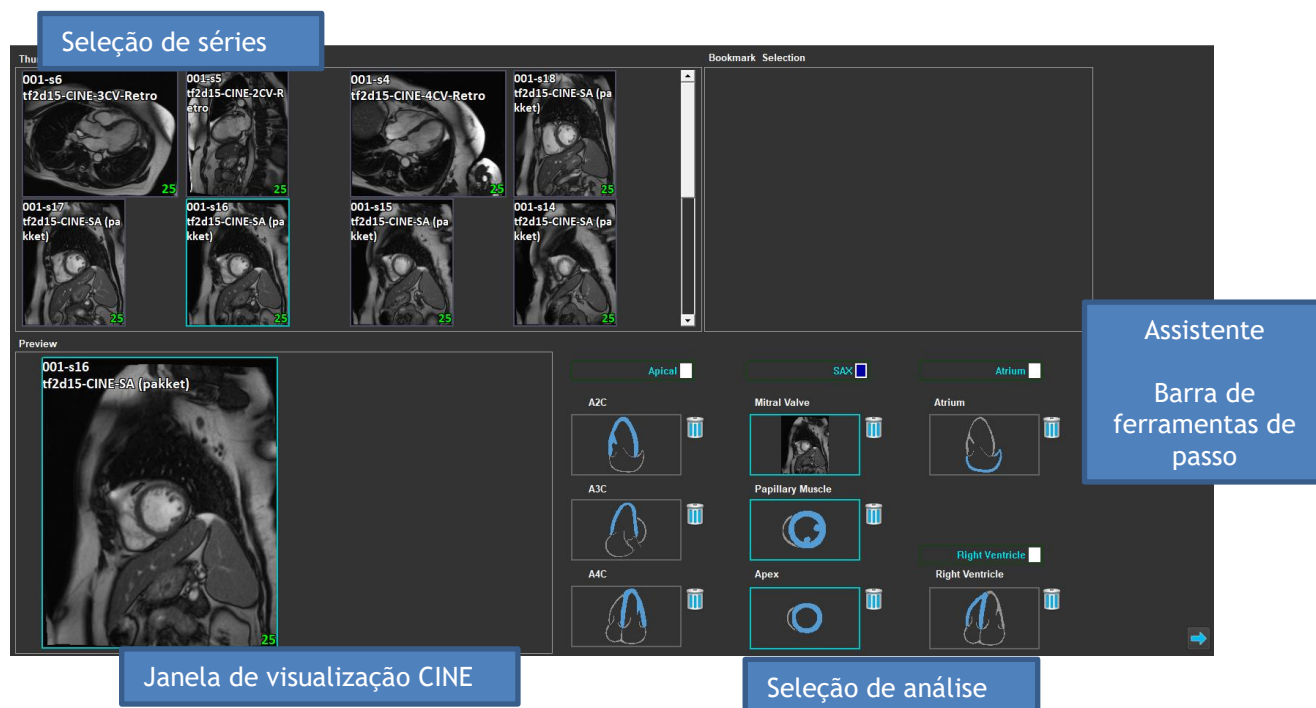 Seleção de séries
Thu
Bookmark Selection
001-s6
tf2d15-CINE-3CV-Retro
25
001-s5
tf2d15-CINE-2CV-R
etro
25
001-s4
tf2d15-CINE-4CV-Retro
25
001-s18
tf2d15-CINE-SA (pa
kket)
25
001-s17
tf2d15-CINE-SA (pa
kket)
25
001-s16
tf2d15-CINE-SA (pa
kket)
25
001-s15
tf2d15-CINE-SA (pa
kket)
25
001-s14
tf2d15-CINE-SA (pa
kket)
25
Assistente
Barra de
ferramentas de
passo
Preview
001-s16
tf2d15-CINE-SA (pakket)
25
Apical
SAX
Atrium
A2C
Mitral Valve
Atrium
A3C
Papillary Muscle
Right Ventricle
A4C
Apex
Right Ventricle
Janela de visualização CINE
Seleção de análise